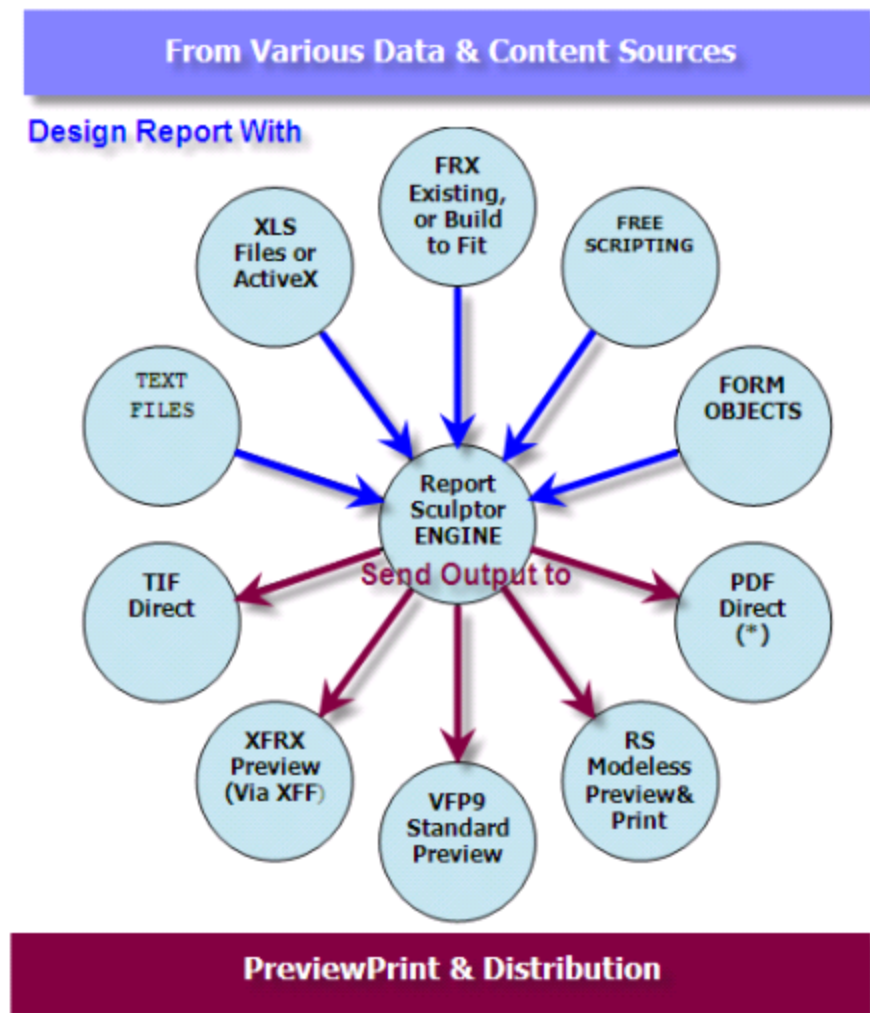 From Various Data & Content Sources
Design Report With
FRX
Existing,
or Build
to Fit
XLS
Files or
ActiveX
FREE
SCRIPTING
TEXT
FILES
FORM
OBJECTS
Report
Sculptor
ENGINE
Send Output to
TIF
Direct
PDF
Direct
(*)
XFRX
Preview
(Via XFF)
RS
Modeless
Preview&
Print
VFP9
Standard
Preview
PreviewPrint & Distribution